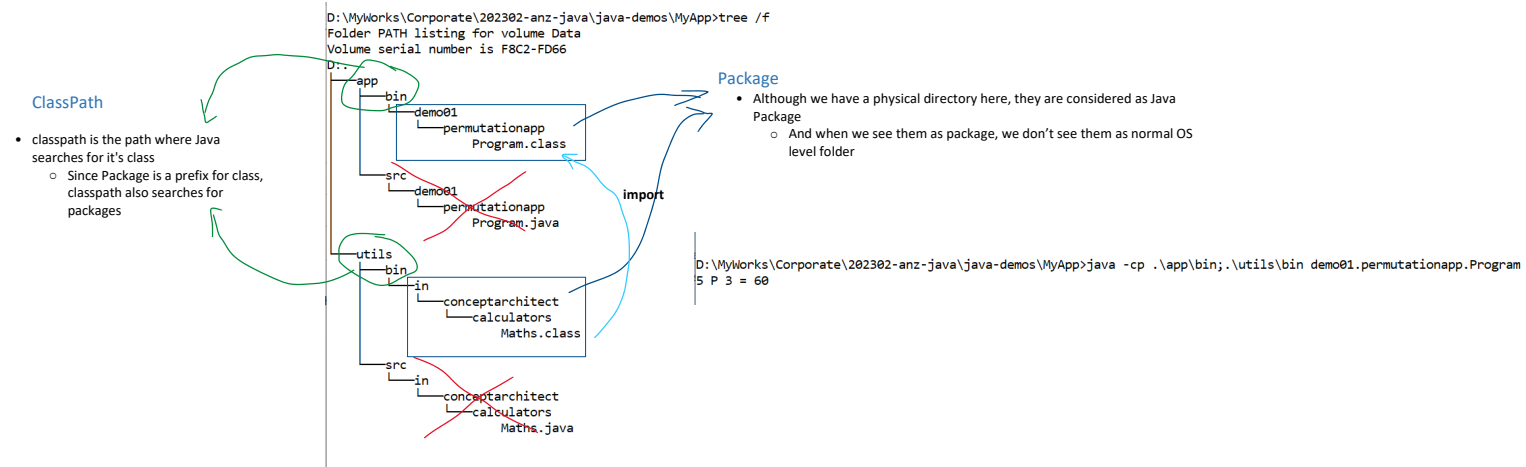 D:\MyWorks\Corporate\202302-anz-java\java-demos\MyApp>tree /f
Folder PATH listing for volume Data
Volume serial number is F8C2-FD66
D:.
app
bin
demo01
permutationapp
Program.class
src
demo01
permutationapp
Program.java
utils
bin
in
conceptarchitect
calculators
Maths.class
src
in
conceptarchitect
calculators
Maths.java
ClassPath
• classpath is the path where Java
searches for it's class
○ Since Package is a prefix for class,
classpath also searches for
packages
Package
• Although we have a physical directory here, they are considered as Java
Package
○ And when we see them as package, we don't see them as normal OS
level folder
import
D:\MyWorks\Corporate\202302-anz-java\java-demos\MyApp>java -cp .\app\bin;.\utils\bin demo01.permutationapp.Program
5 P 3 = 60